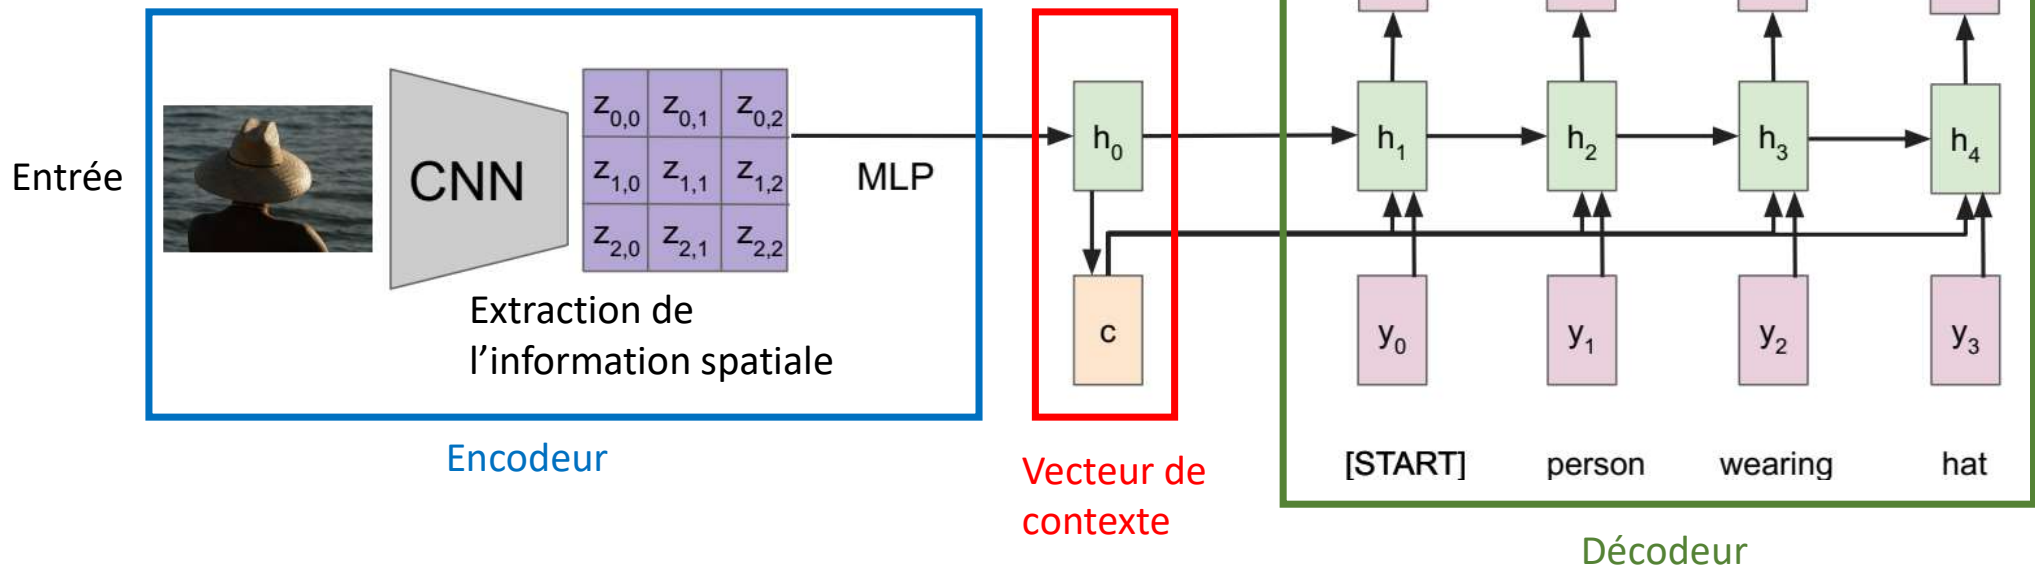 Entrée
CNN
z0,0 z0,1 z0,2
z1,0 z1,1 z1,2
z2,0 z2,1 z2,2
Extraction de
l’information spatiale
MLP
Encodeur
h0
c
Vecteur de
contexte
h1 h2 h3 h4
y0 y1 y2 y3
[START] person wearing hat
Décodeur